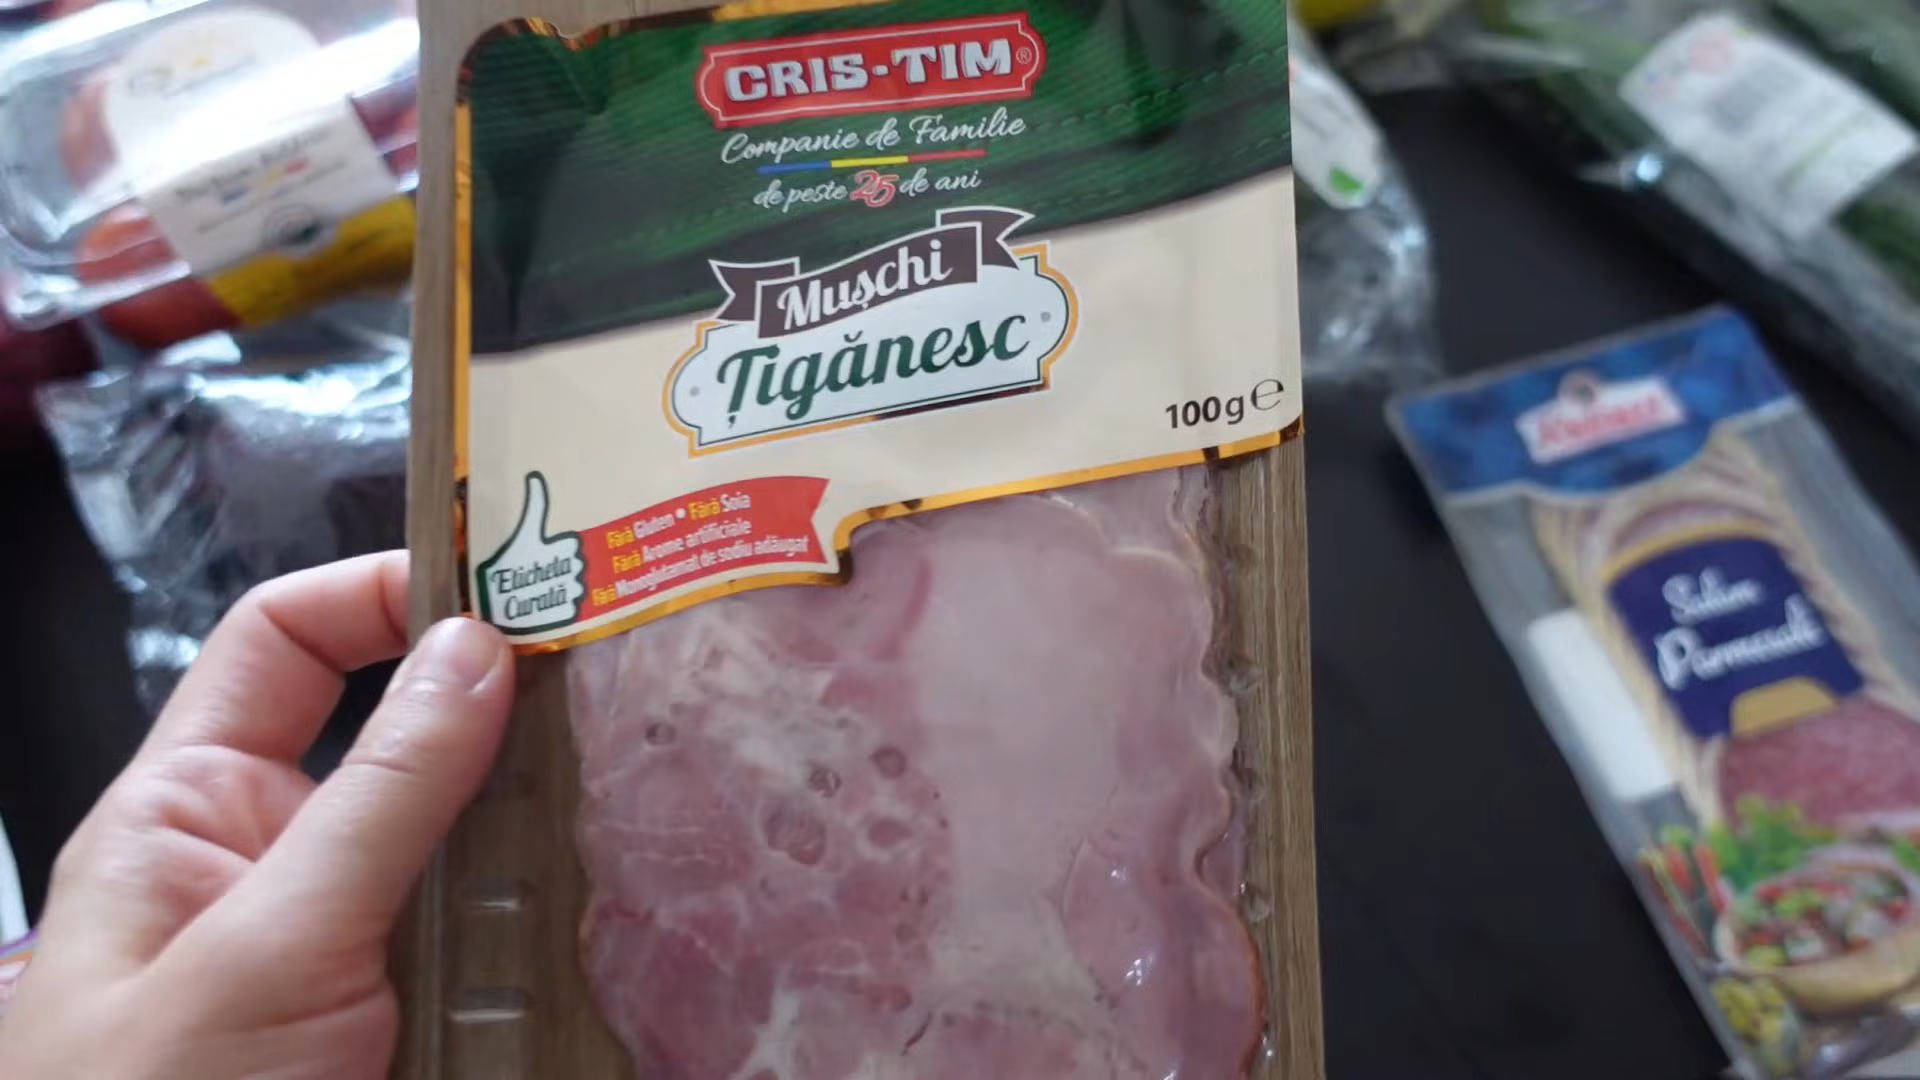 CRIS-TIM®
Companie de Familie
de peste 25 de ani
Mușchi
Țigănesc
100g℮
Fără Gluten • Fără Soia
Fără Arome artificiale
Fără Monoglutamat de sodiu adăugat
Etichetă
Curată
Salam